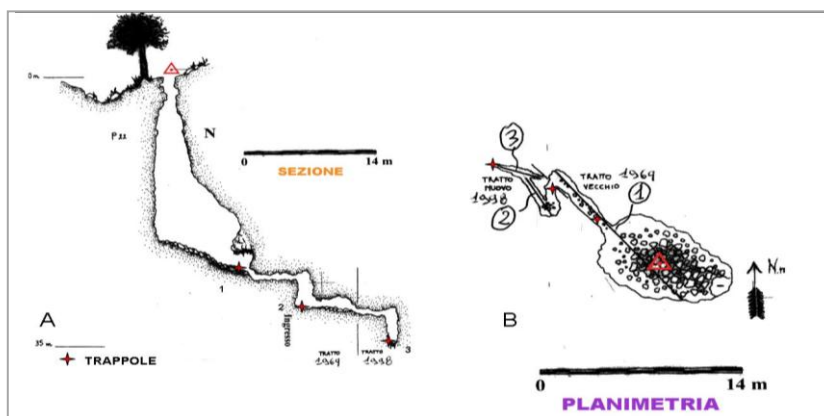 0 m
P 22
N
0 14 m
SEZIONE
1
2
3
Ingresso
TRATTO 1969
TRATTO 1998
A
35 m
TRAPPOLE
3
TRATTO NUOVO 1998
2
TRATTO VECCHIO 1969
1
N.m
B
0 14 m
PLANIMETRIA